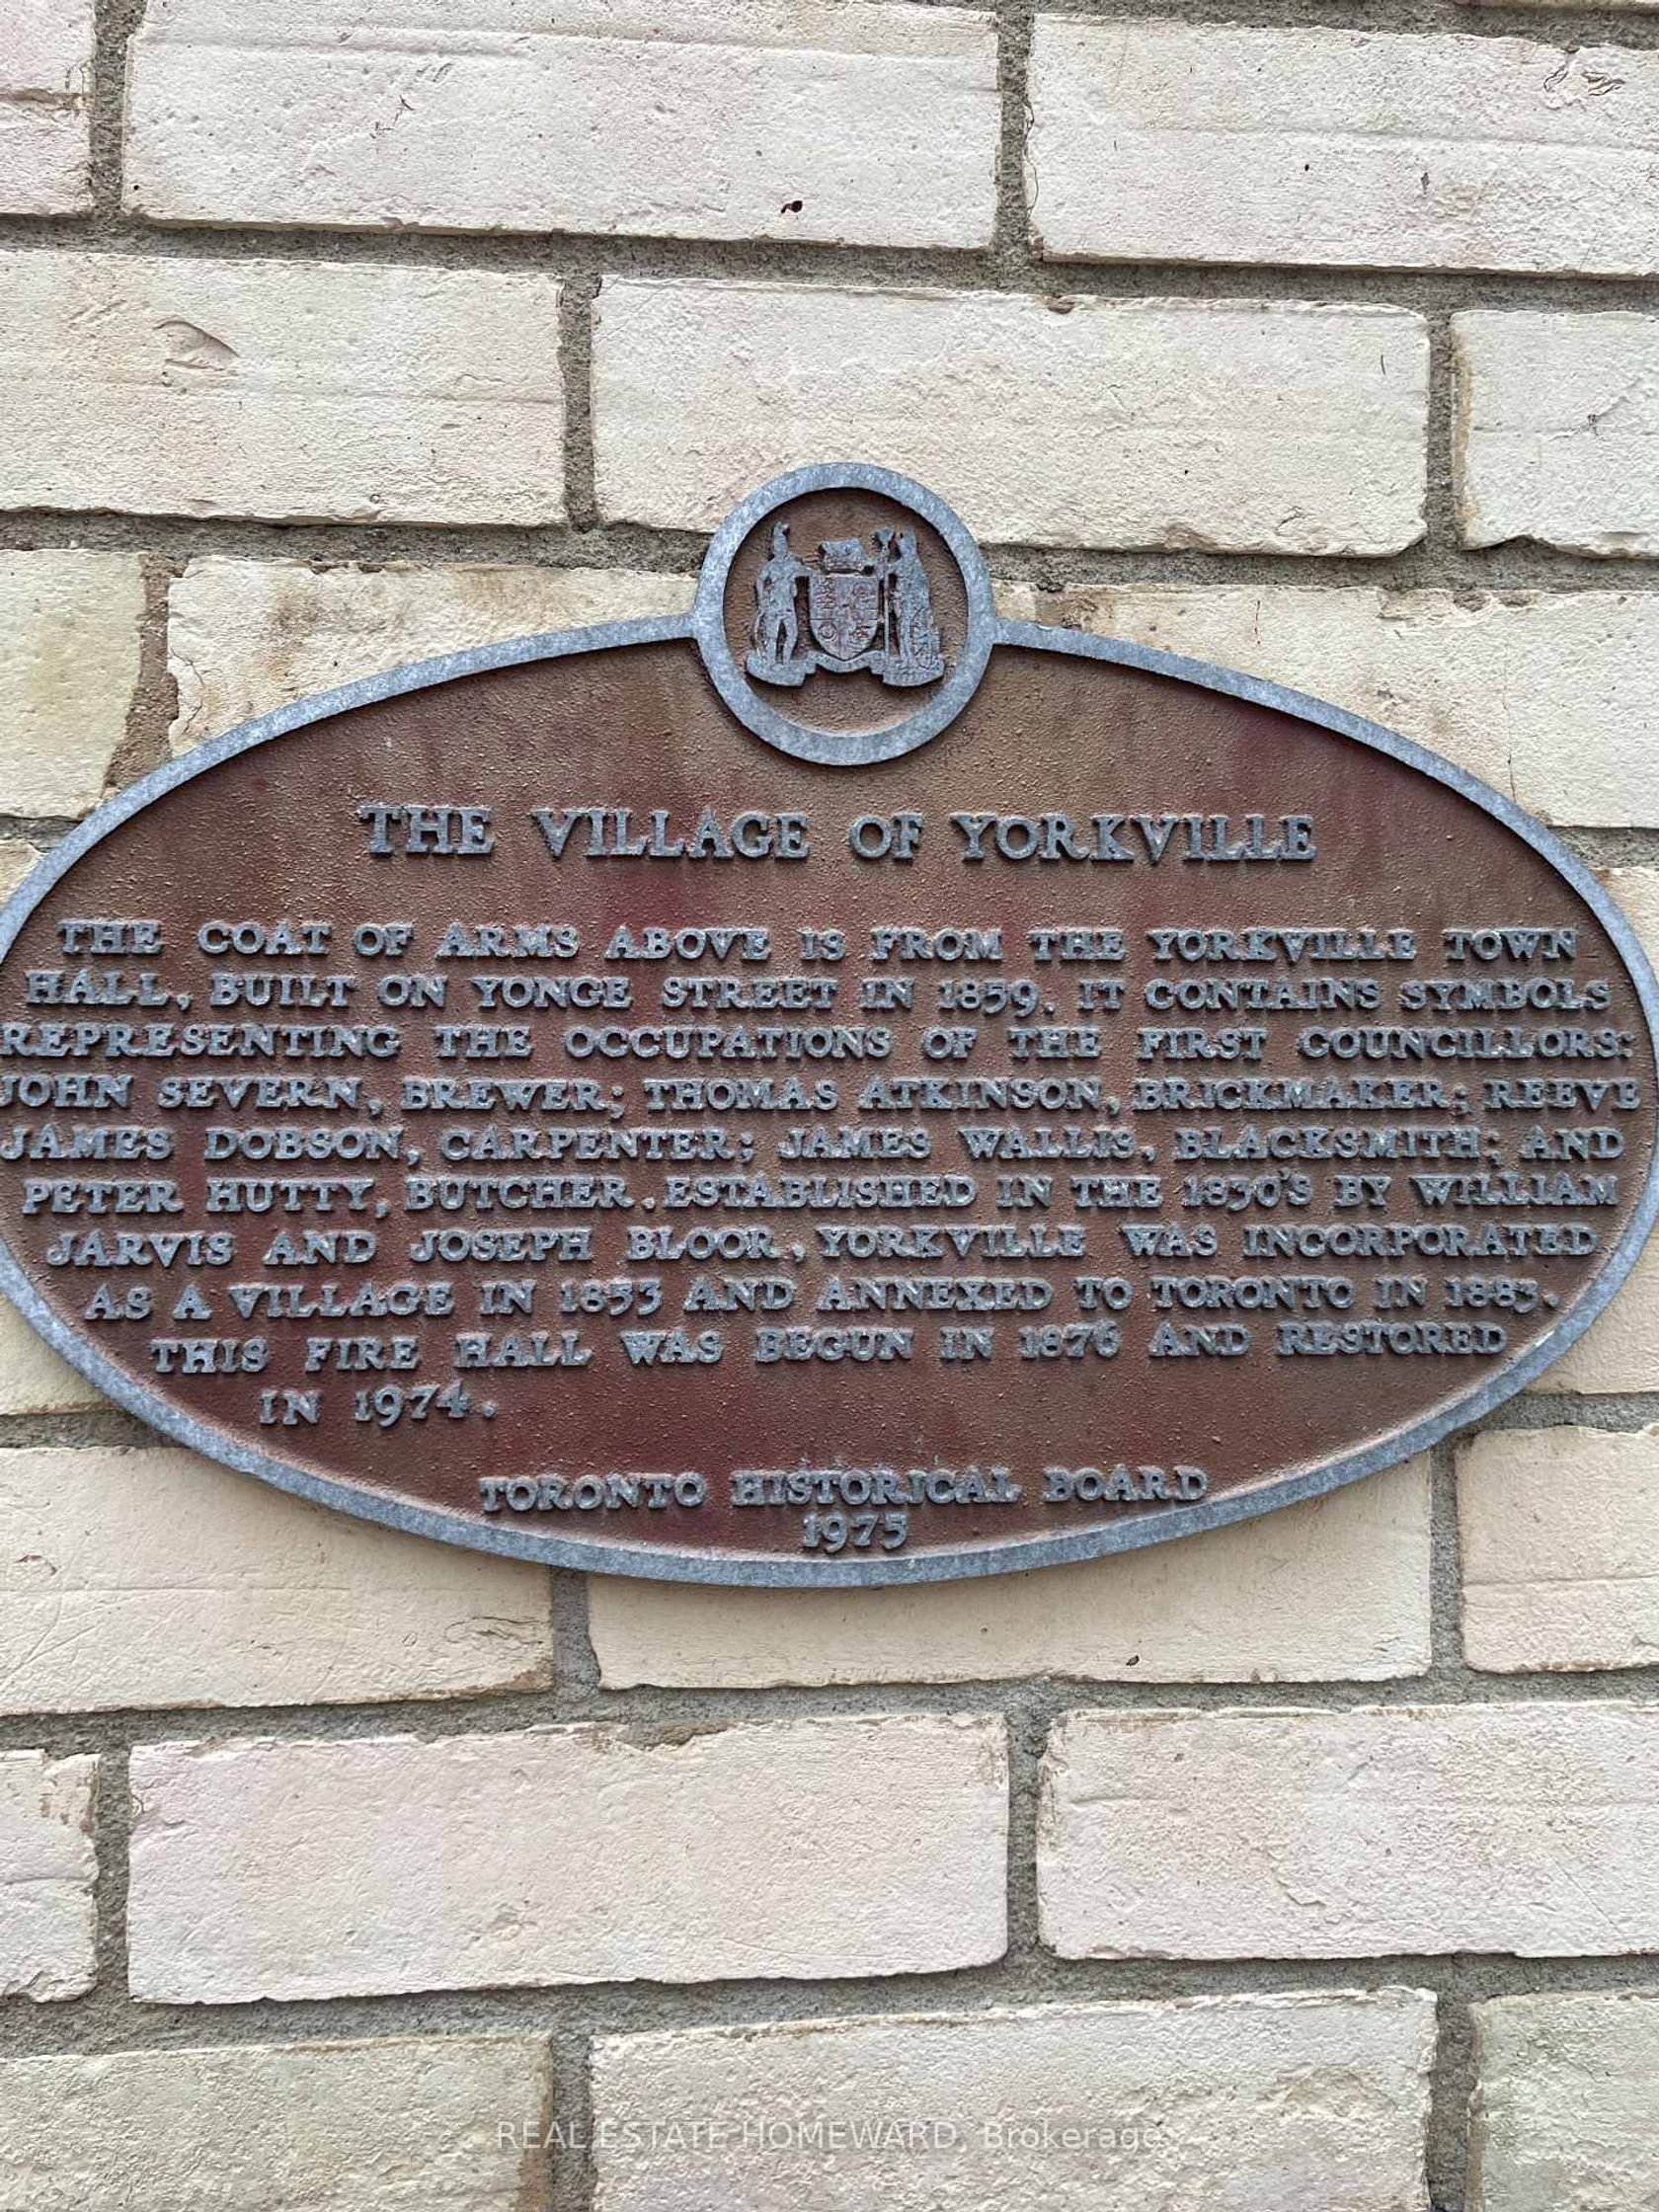 THE VILLAGE OF YORKVILLE
THE COAT OF ARMS ABOVE IS FROM THE YORKVILLE TOWN
HALL, BUILT ON YONGE STREET IN 1859. IT CONTAINS SYMBOLS
REPRESENTING THE OCCUPATIONS OF THE FIRST COUNCILLORS:
JOHN SEVERN, BREWER; THOMAS ATKINSON, BRICKMAKER; REEVE
JAMES DOBSON, CARPENTER; JAMES WALLIS, BLACKSMITH; AND
PETER HUTTY, BUTCHER. ESTABLISHED IN THE 1830'S BY WILLIAM
JARVIS AND JOSEPH BLOOR, YORKVILLE WAS INCORPORATED
AS A VILLAGE IN 1853 AND ANNEXED TO TORONTO IN 1883.
THIS FIRE HALL WAS BEGUN IN 1876 AND RESTORED
IN 1974.
TORONTO HISTORICAL BOARD
1975
REAL ESTATE HOMEWARD, Brokerage